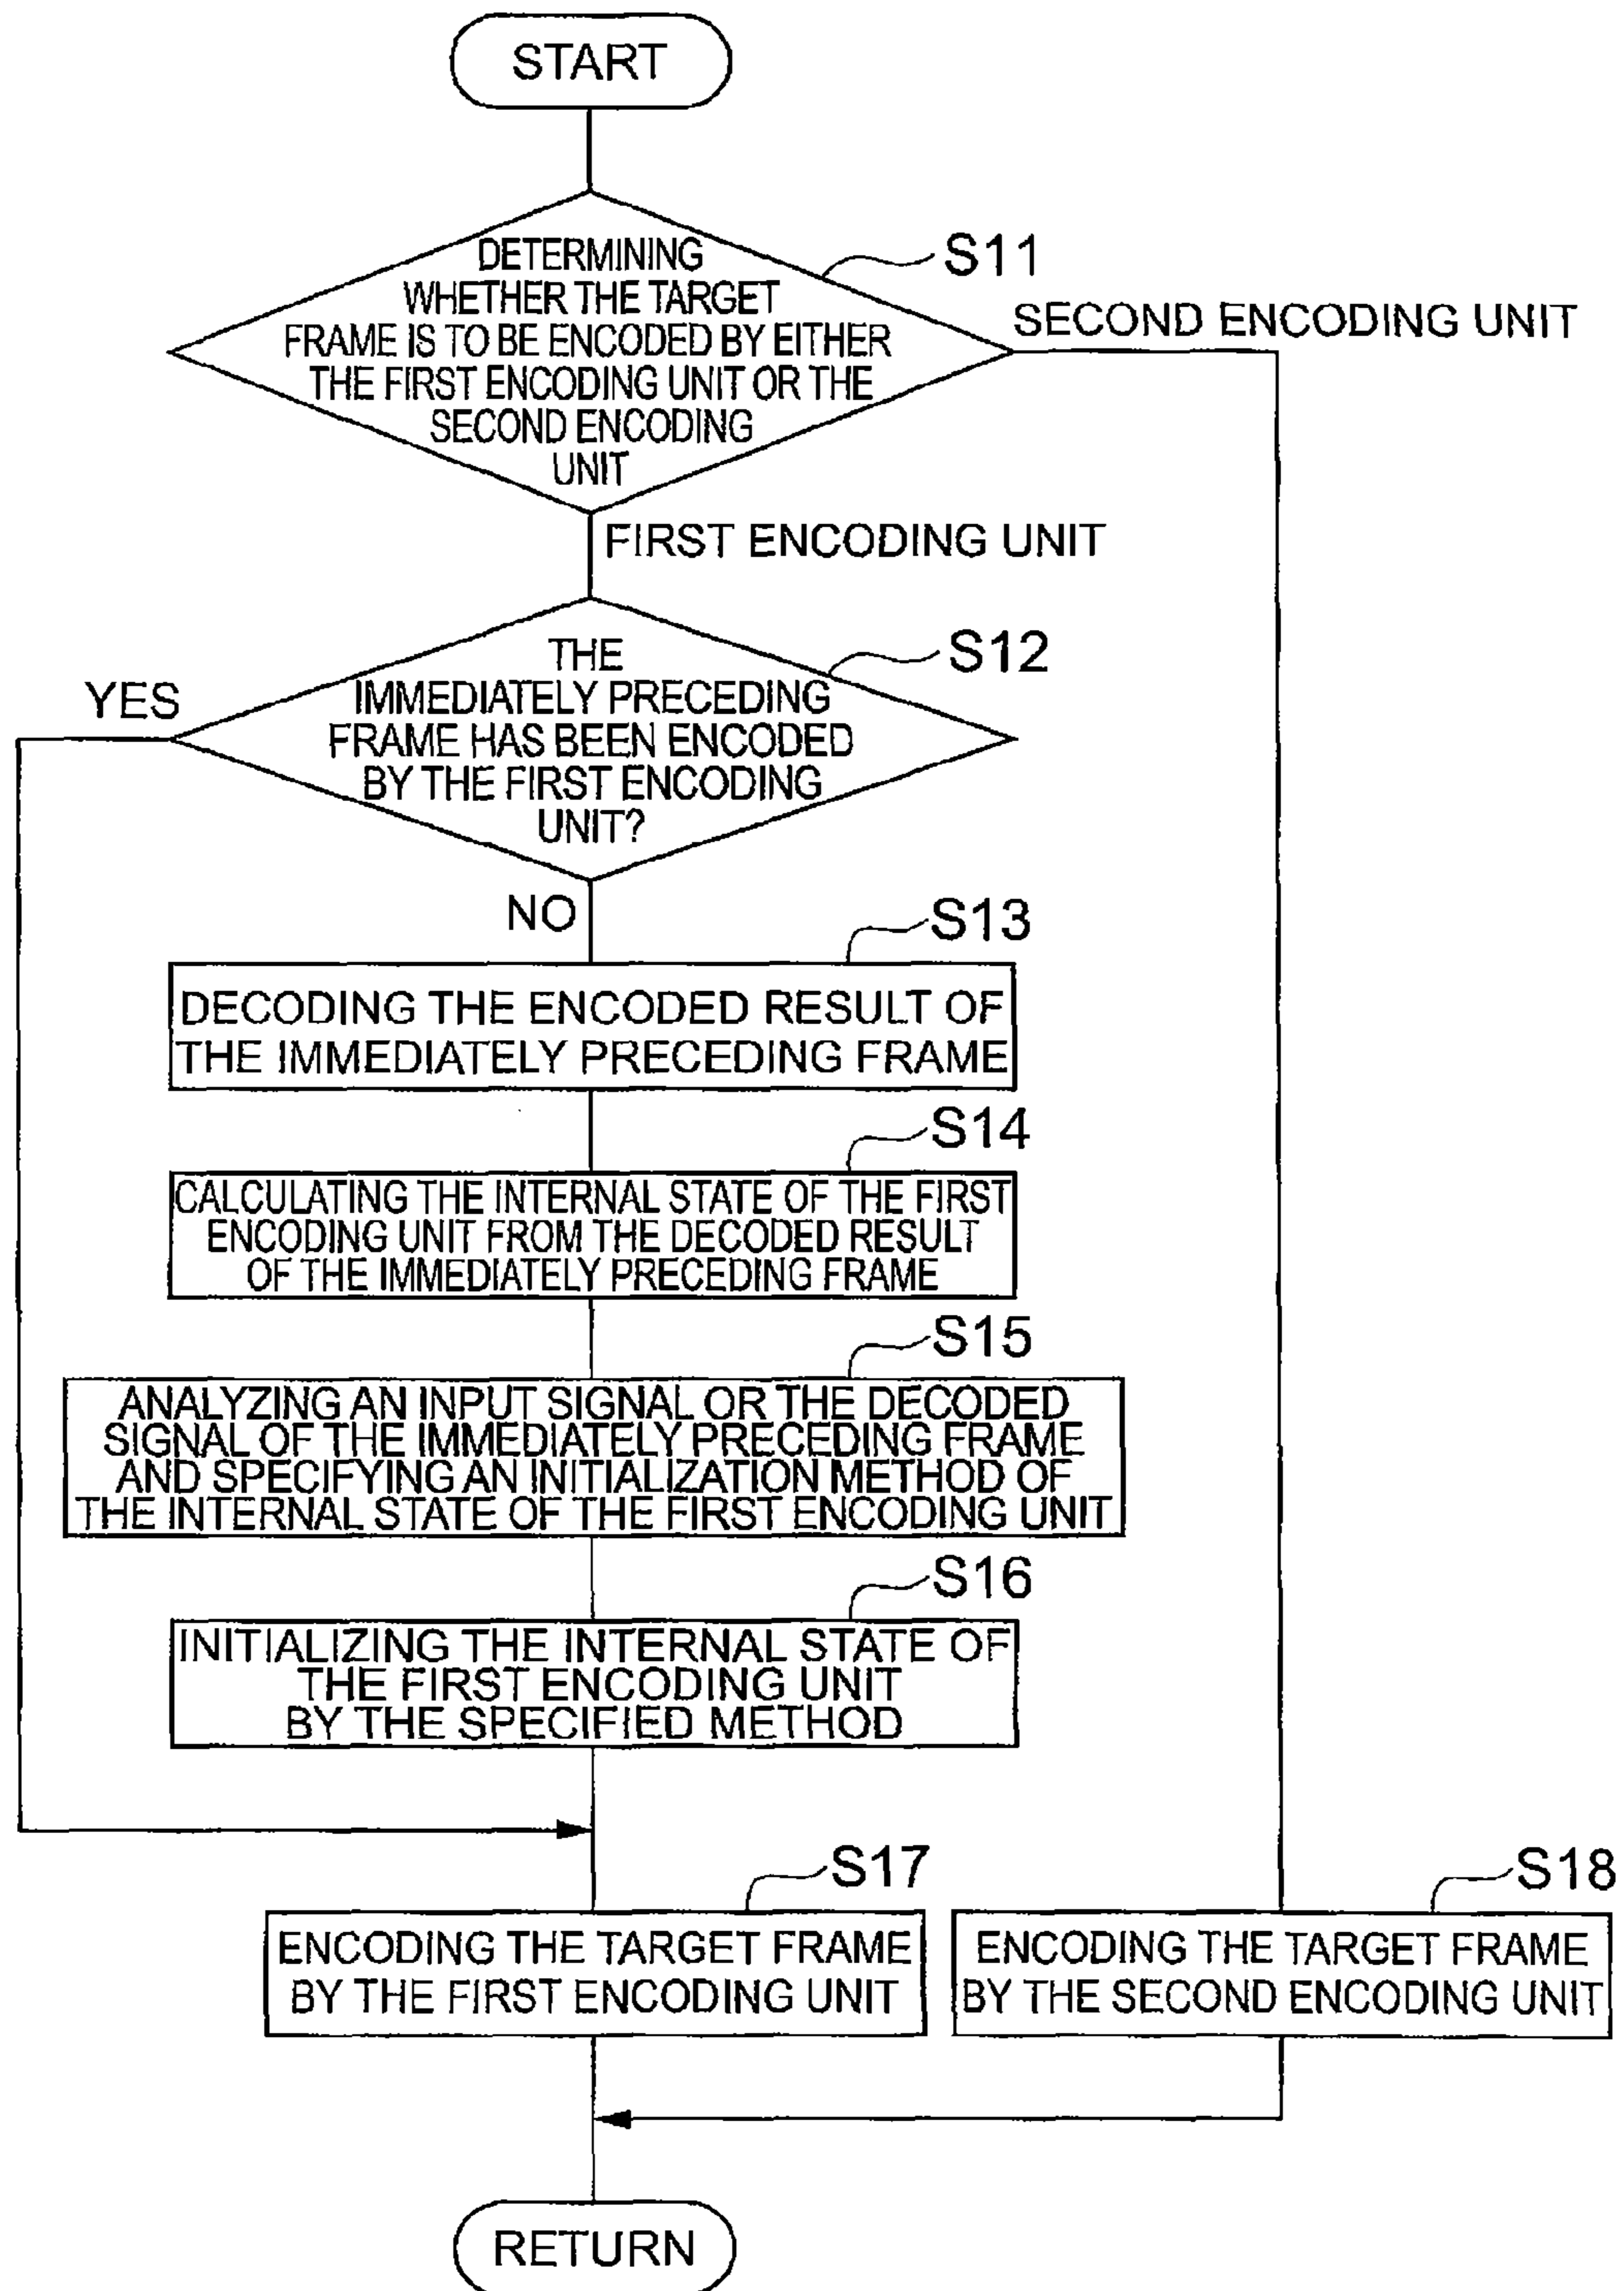 START
DETERMINING
WHETHER THE TARGET
FRAME IS TO BE ENCODED BY EITHER
THE FIRST ENCODING UNIT OR THE
SECOND ENCODING
UNIT
S11
SECOND ENCODING UNIT
FIRST ENCODING UNIT
THE
IMMEDIATELY PRECEDING
FRAME HAS BEEN ENCODED
BY THE FIRST ENCODING
UNIT?
S12
YES
NO
S13
DECODING THE ENCODED RESULT OF
THE IMMEDIATELY PRECEDING FRAME
S14
CALCULATING THE INTERNAL STATE OF THE FIRST
ENCODING UNIT FROM THE DECODED RESULT
OF THE IMMEDIATELY PRECEDING FRAME
S15
ANALYZING AN INPUT SIGNAL OR THE DECODED
SIGNAL OF THE IMMEDIATELY PRECEDING FRAME
AND SPECIFYING AN INITIALIZATION METHOD OF
THE INTERNAL STATE OF THE FIRST ENCODING UNIT
S16
INITIALIZING THE INTERNAL STATE OF
THE FIRST ENCODING UNIT
BY THE SPECIFIED METHOD
S17
ENCODING THE TARGET FRAME
BY THE FIRST ENCODING UNIT
S18
ENCODING THE TARGET FRAME
BY THE SECOND ENCODING UNIT
RETURN